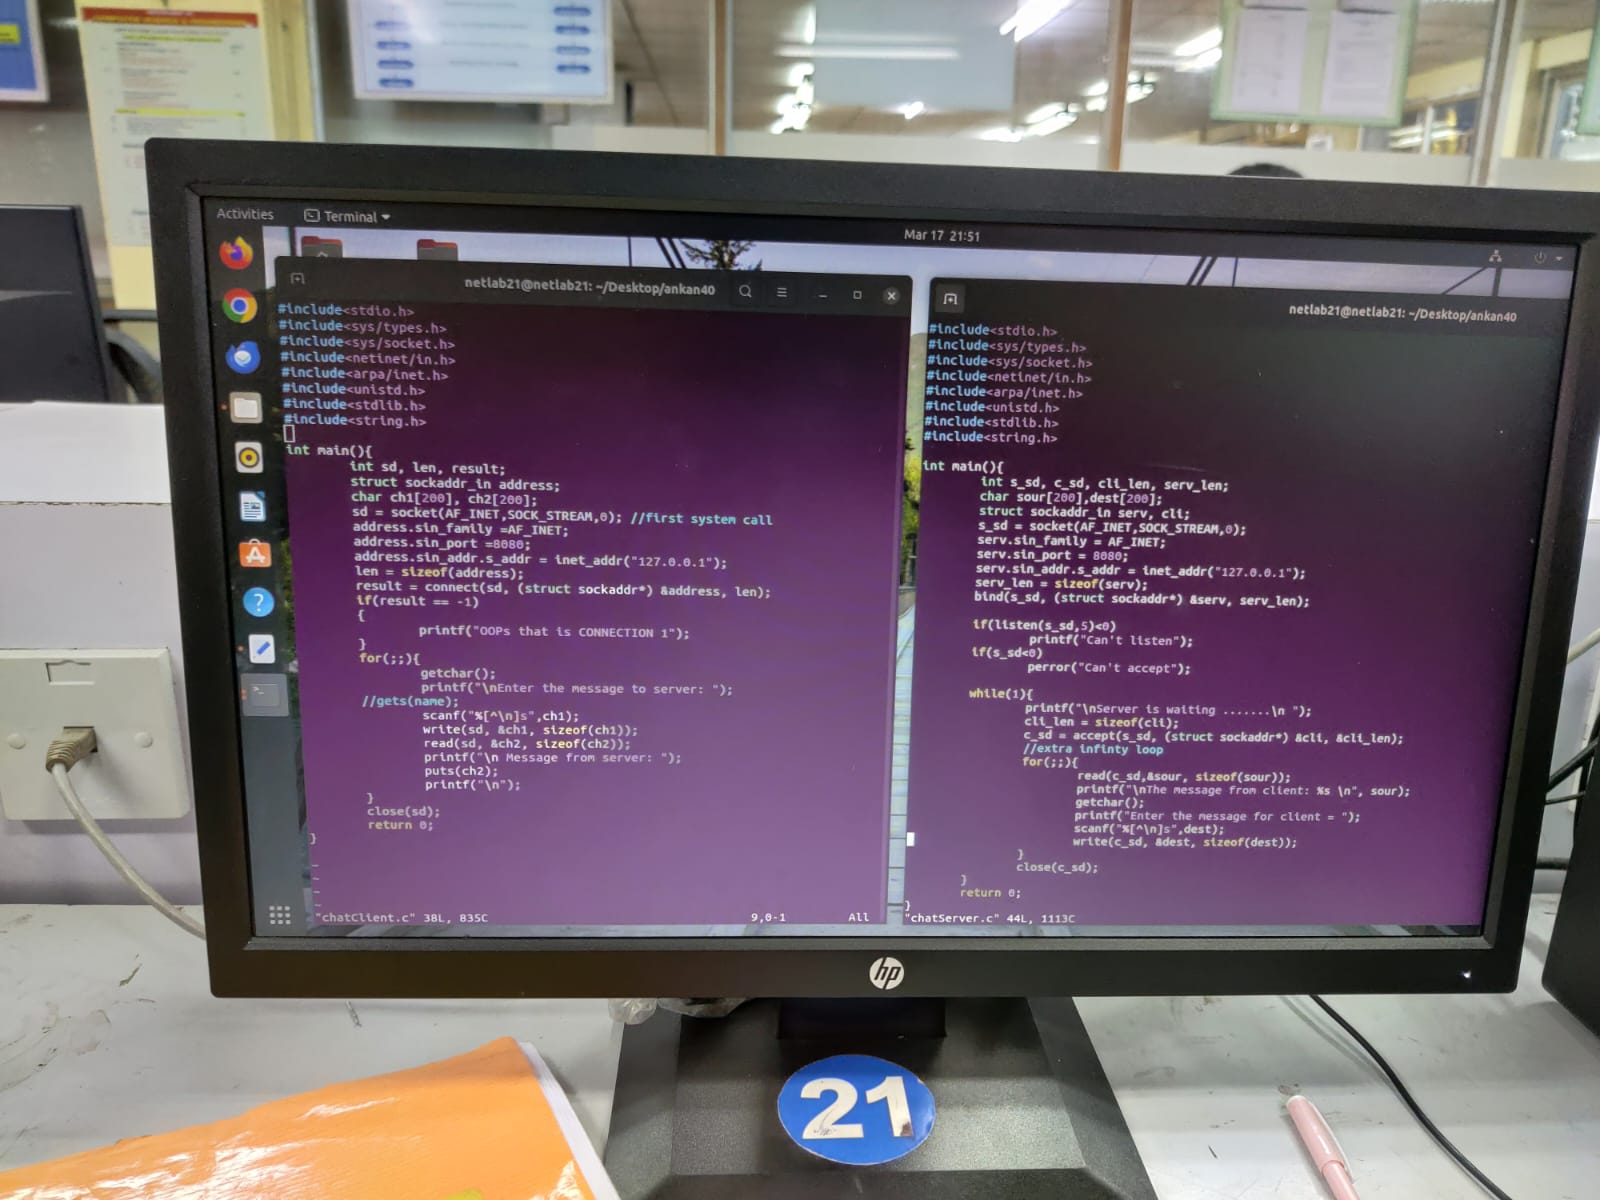 Activities
Terminal
Mar 17 21:51
netlab21@netlab21: ~/Desktop/ankan40
#include<stdio.h>
#include<sys/types.h>
#include<sys/socket.h>
#include<netinet/in.h>
#include<arpa/inet.h>
#include<unistd.h>
#include<stdlib.h>
#include<string.h>
int main(){
int sd, len, result;
struct sockaddr_in address;
char ch1[200], ch2[200];
sd = socket(AF_INET,SOCK_STREAM,0); //first system call
address.sin_family =AF_INET;
address.sin_port =8080;
address.sin_addr.s_addr = inet_addr("127.0.0.1");
len = sizeof(address);
result = connect(sd, (struct sockaddr*) &address, len);
if(result == -1)
{
printf("OOPs that is CONNECTION 1");
}
for(;;){
getchar();
printf("\nEnter the message to server: ");
//gets(name);
scanf("%[^\n]s",ch1);
write(sd, &ch1, sizeof(ch1));
read(sd, &ch2, sizeof(ch2));
printf("\n Message from server: ");
puts(ch2);
printf("\n");
}
close(sd);
return 0;
}
~
~
~
"chatClient.c" 38L, 835C 9,0-1 All
netlab21@netlab21: ~/Desktop/ankan40
#include<stdio.h>
#include<sys/types.h>
#include<sys/socket.h>
#include<netinet/in.h>
#include<arpa/inet.h>
#include<unistd.h>
#include<stdlib.h>
#include<string.h>
int main(){
int s_sd, c_sd, cli_len, serv_len;
char sour[200],dest[200];
struct sockaddr_in serv, cli;
s_sd = socket(AF_INET,SOCK_STREAM,0);
serv.sin_family = AF_INET;
serv.sin_port = 8080;
serv.sin_addr.s_addr = inet_addr("127.0.0.1");
serv_len = sizeof(serv);
bind(s_sd, (struct sockaddr*) &serv, serv_len);
if(listen(s_sd,5)<0)
printf("Can't listen");
if(s_sd<0)
perror("Can't accept");
while(1){
printf("\nServer is waiting .......\n ");
cli_len = sizeof(cli);
c_sd = accept(s_sd, (struct sockaddr*) &cli, &cli_len);
//extra infinty loop
for(;;){
read(c_sd,&sour, sizeof(sour));
printf("\nThe message from client: %s \n", sour);
getchar();
printf("Enter the message for client = ");
scanf("%[^\n]s",dest);
write(c_sd, &dest, sizeof(dest));
}
close(c_sd);
}
return 0;
}
"chatServer.c" 44L, 1113C
hp
21